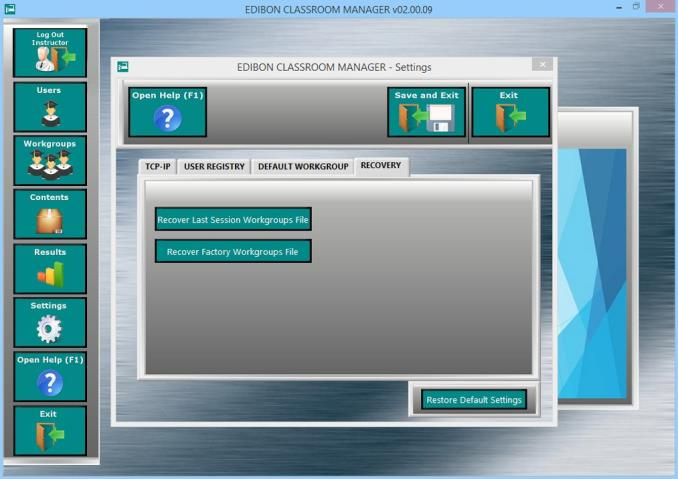 EDIBON CLASSROOM MANAGER v02.00.09
Log Out
Instructor
Users
Workgroups
Contents
Results
Settings
Open Help (F1)
Exit
EDIBON CLASSROOM MANAGER - Settings
Open Help (F1)
Save and Exit
Exit
TCP-IP
USER REGISTRY
DEFAULT WORKGROUP
RECOVERY
Recover Last Session Workgroups File
Recover Factory Workgroups File
Restore Default Settings